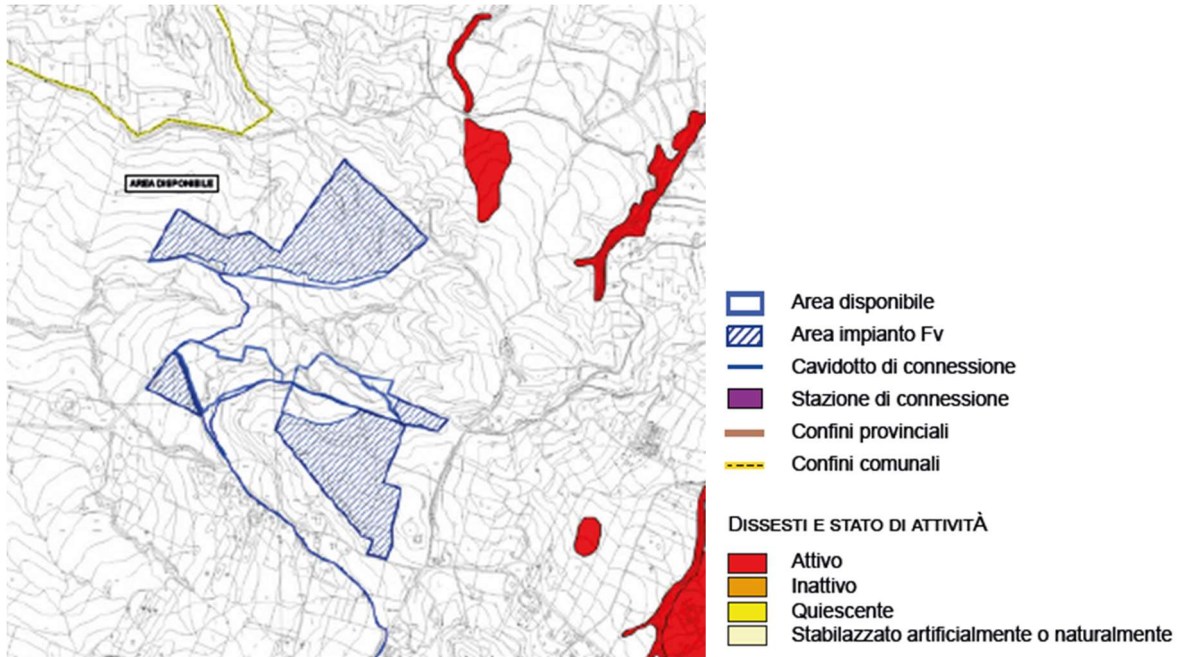 AREA DISPONIBILE
Area disponibile
Area impianto Fv
Cavidotto di connessione
Stazione di connessione
Confini provinciali
Confini comunali
DISSESTI E STATO DI ATTIVITÀ
Attivo
Inattivo
Quiescente
Stabilazzato artificialmente o naturalmente